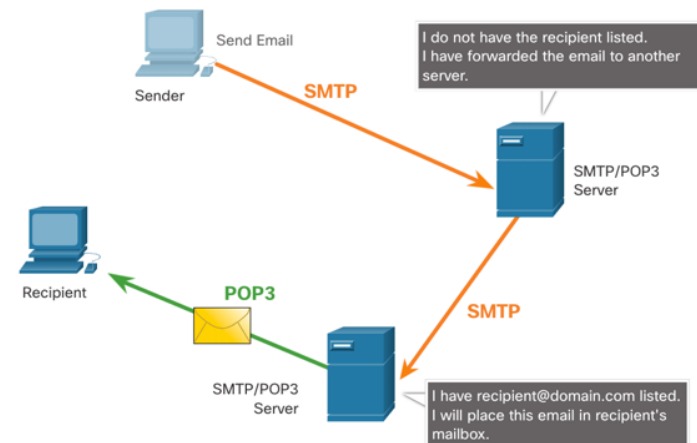 I do not have the recipient listed.
I have forwarded the email to another
server.
Send Email
Sender
SMTP
SMTP/POP3
Server
Recipient
POP3
SMTP
SMTP/POP3
Server
I have recipient@domain.com listed.
I will place this email in recipient's
mailbox.